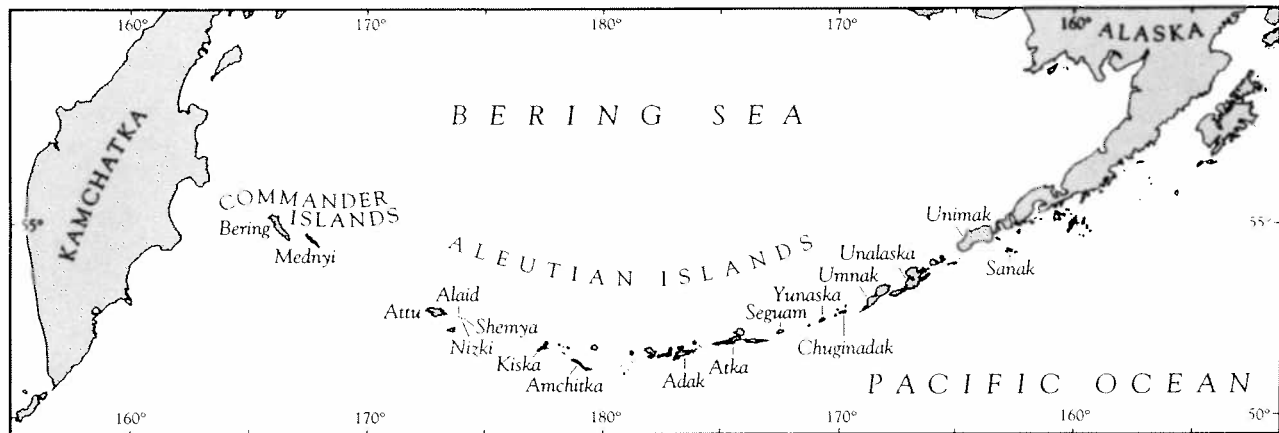 160°
170°
180°
170°
160°
ALASKA
BERING SEA
KAMCHATKA
COMMANDER
ISLANDS
55°
Bering
Mednyi
ALEUTIAN ISLANDS
Unimak
55°
Unalaska
Sanak
Umnak
Alaid
Yunaska
Attu
Shemya
Seguam
Nizki
Chuginadak
Kiska
Atka
Amchitka
Adak
PACIFIC OCEAN
160°
170°
180°
170°
160°
50°